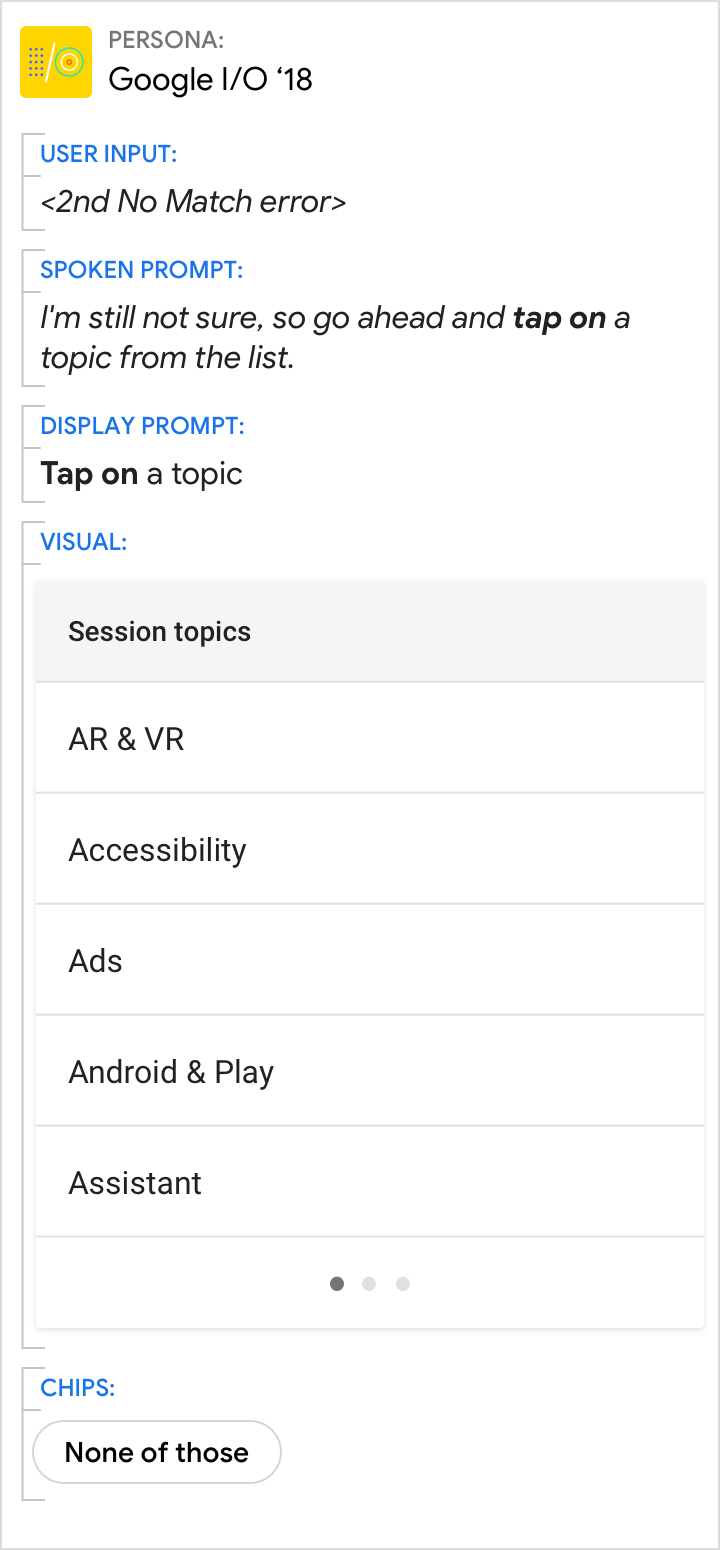 PERSONA:
Google I/O ‘18
USER INPUT:
<2nd No Match error>
SPOKEN PROMPT:
I'm still not sure, so go ahead and tap on a
topic from the list.
DISPLAY PROMPT:
Tap on a topic
VISUAL:
Session topics
AR & VR
Accessibility
Ads
Android & Play
Assistant
CHIPS:
None of those